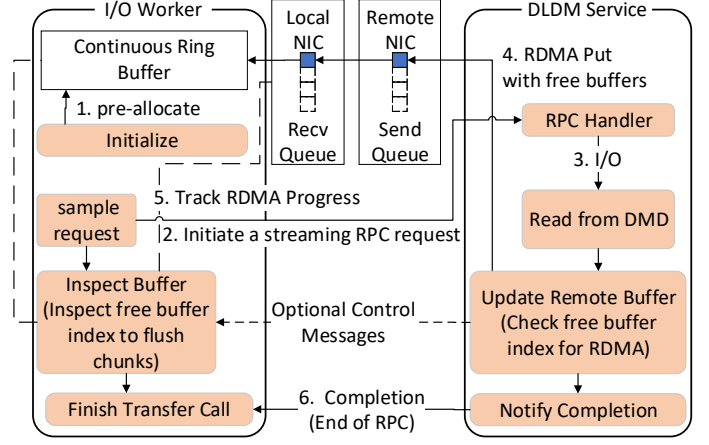 I/O Worker
Local
NIC
Remote
NIC
DLDM Service
Continuous Ring
Buffer
4. RDMA Put
with free buffers
1. pre-allocate
Initialize
Recv
Queue
Send
Queue
RPC Handler
3. I/O
sample
request
5. Track RDMA Progress
2. Initiate a streaming RPC request
Read from DMD
Inspect Buffer
(Inspect free buffer
index to flush
chunks)
Optional Control
Messages
Update Remote Buffer
(Check free buffer
index for RDMA)
Finish Transfer Call
6. Completion
(End of RPC)
Notify Completion